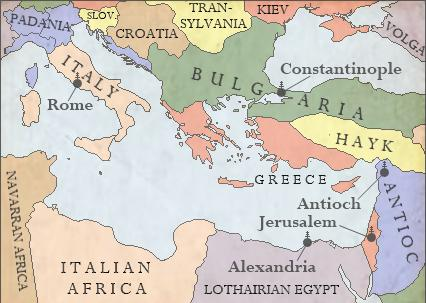 SLOV.
TRAN-
SYLVANIA
KIEV
PADANIA
CROATIA
VOLGA
ITALY
BULGARIA
Constantinople
Rome
HAYK
GREECE
Antioch
ANTIOC
Jerusalem
NAVARRAN AFRICA
ITALIAN
AFRICA
Alexandria
LOTHAIRIAN EGYPT